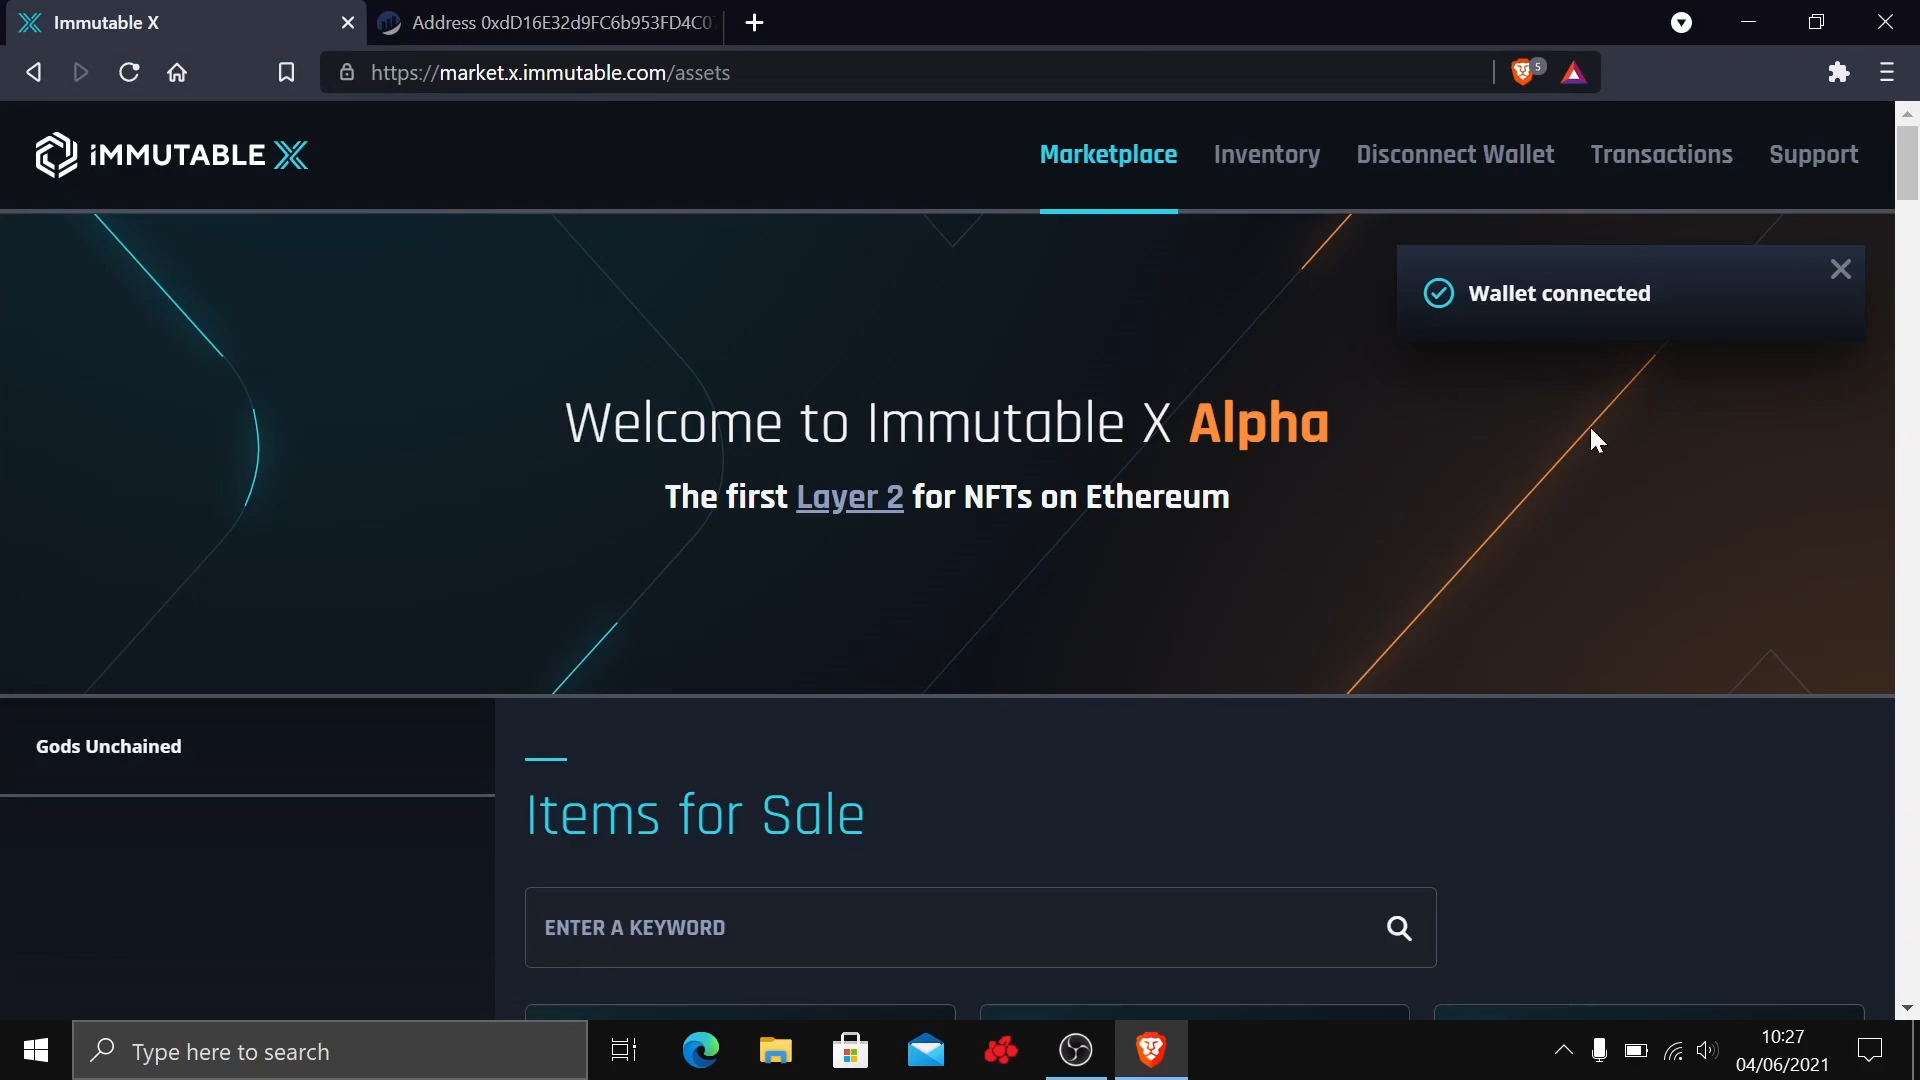 Immutable X
Address 0xdD16E32d9FC6b953FD4C0
https://market.x.immutable.com/assets
5
IMMUTABLE X
Marketplace
Inventory
Disconnect Wallet
Transactions
Support
Wallet connected
Welcome to Immutable X Alpha
The first Layer 2 for NFTs on Ethereum
Gods Unchained
Items for Sale
ENTER A KEYWORD
Type here to search
10:27
04/06/2021